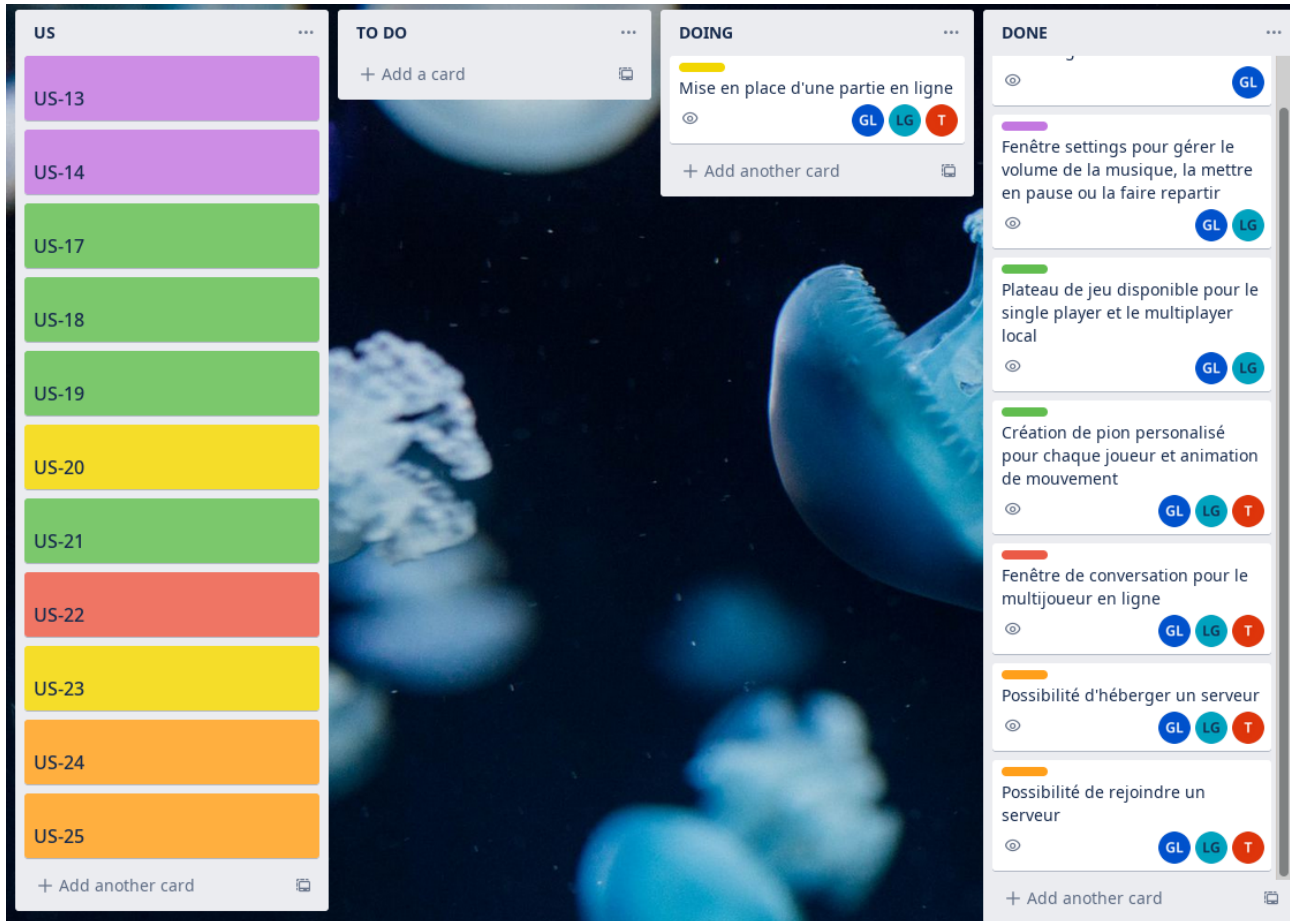 US
US-13
US-14
US-17
US-18
US-19
US-20
US-21
US-22
US-23
US-24
US-25
+ Add another card
TO DO
+ Add a card
DOING
Mise en place d'une partie en ligne
GL LG T
+ Add another card
DONE
GL
Fenêtre settings pour gérer le
volume de la musique, la mettre
en pause ou la faire repartir
GL LG
Plateau de jeu disponible pour le
single player et le multiplayer
local
GL LG
Création de pion personalisé
pour chaque joueur et animation
de mouvement
GL LG T
Fenêtre de conversation pour le
multijoueur en ligne
GL LG T
Possibilité d'héberger un serveur
GL LG T
Possibilité de rejoindre un
serveur
GL LG T
+ Add another card